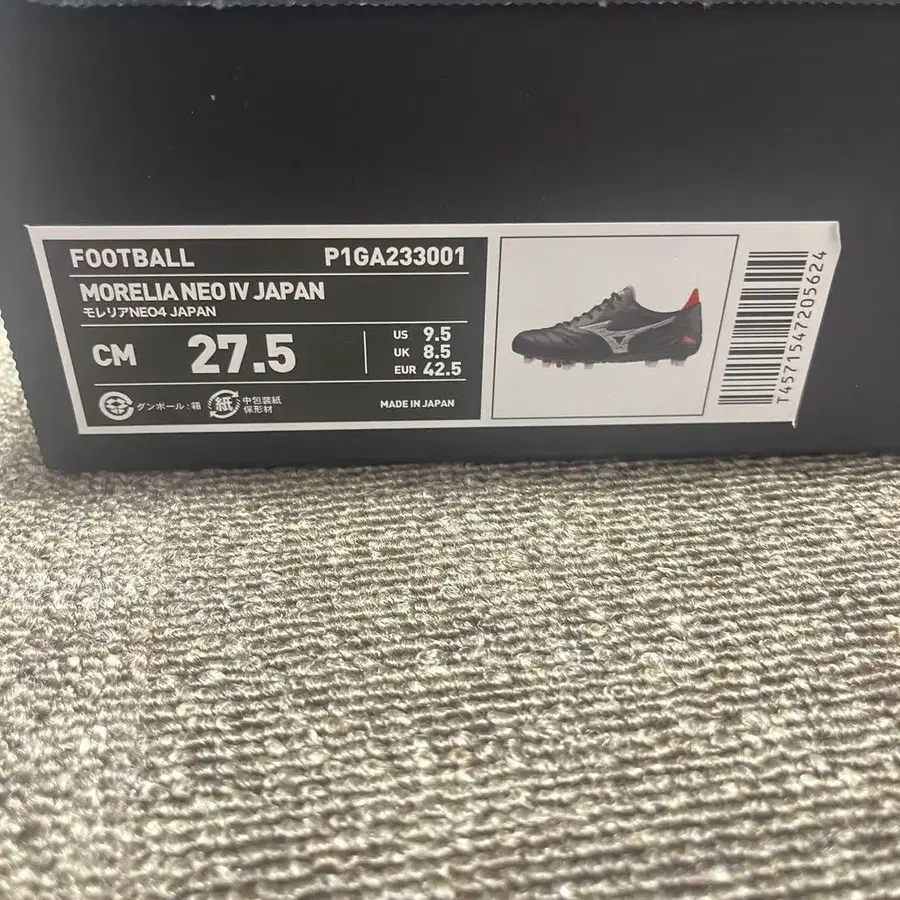 FOOTBALL P1GA233001
MORELIA NEO IV JAPAN
モレリアNEO4 JAPAN
CM 27.5
US 9.5
UK 8.5
EUR 42.5
ダンボール:箱 紙 中包装紙
保形材
MADE IN JAPAN
T4571547205624